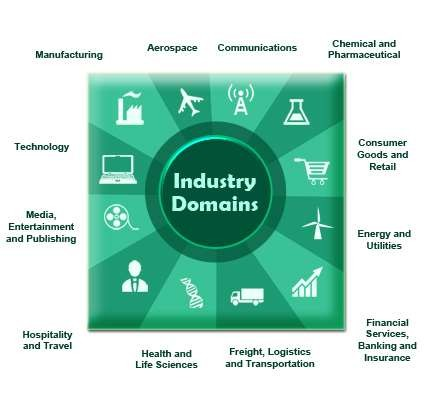 Manufacturing
Aerospace
Communications
Chemical and
Pharmaceutical
Technology
Consumer
Goods and
Retail
Industry
Domains
Media,
Entertainment
and Publishing
Energy and
Utilities
Hospitality
and Travel
Health and
Life Sciences
Freight, Logistics
and Transportation
Financial
Services,
Banking and
Insurance